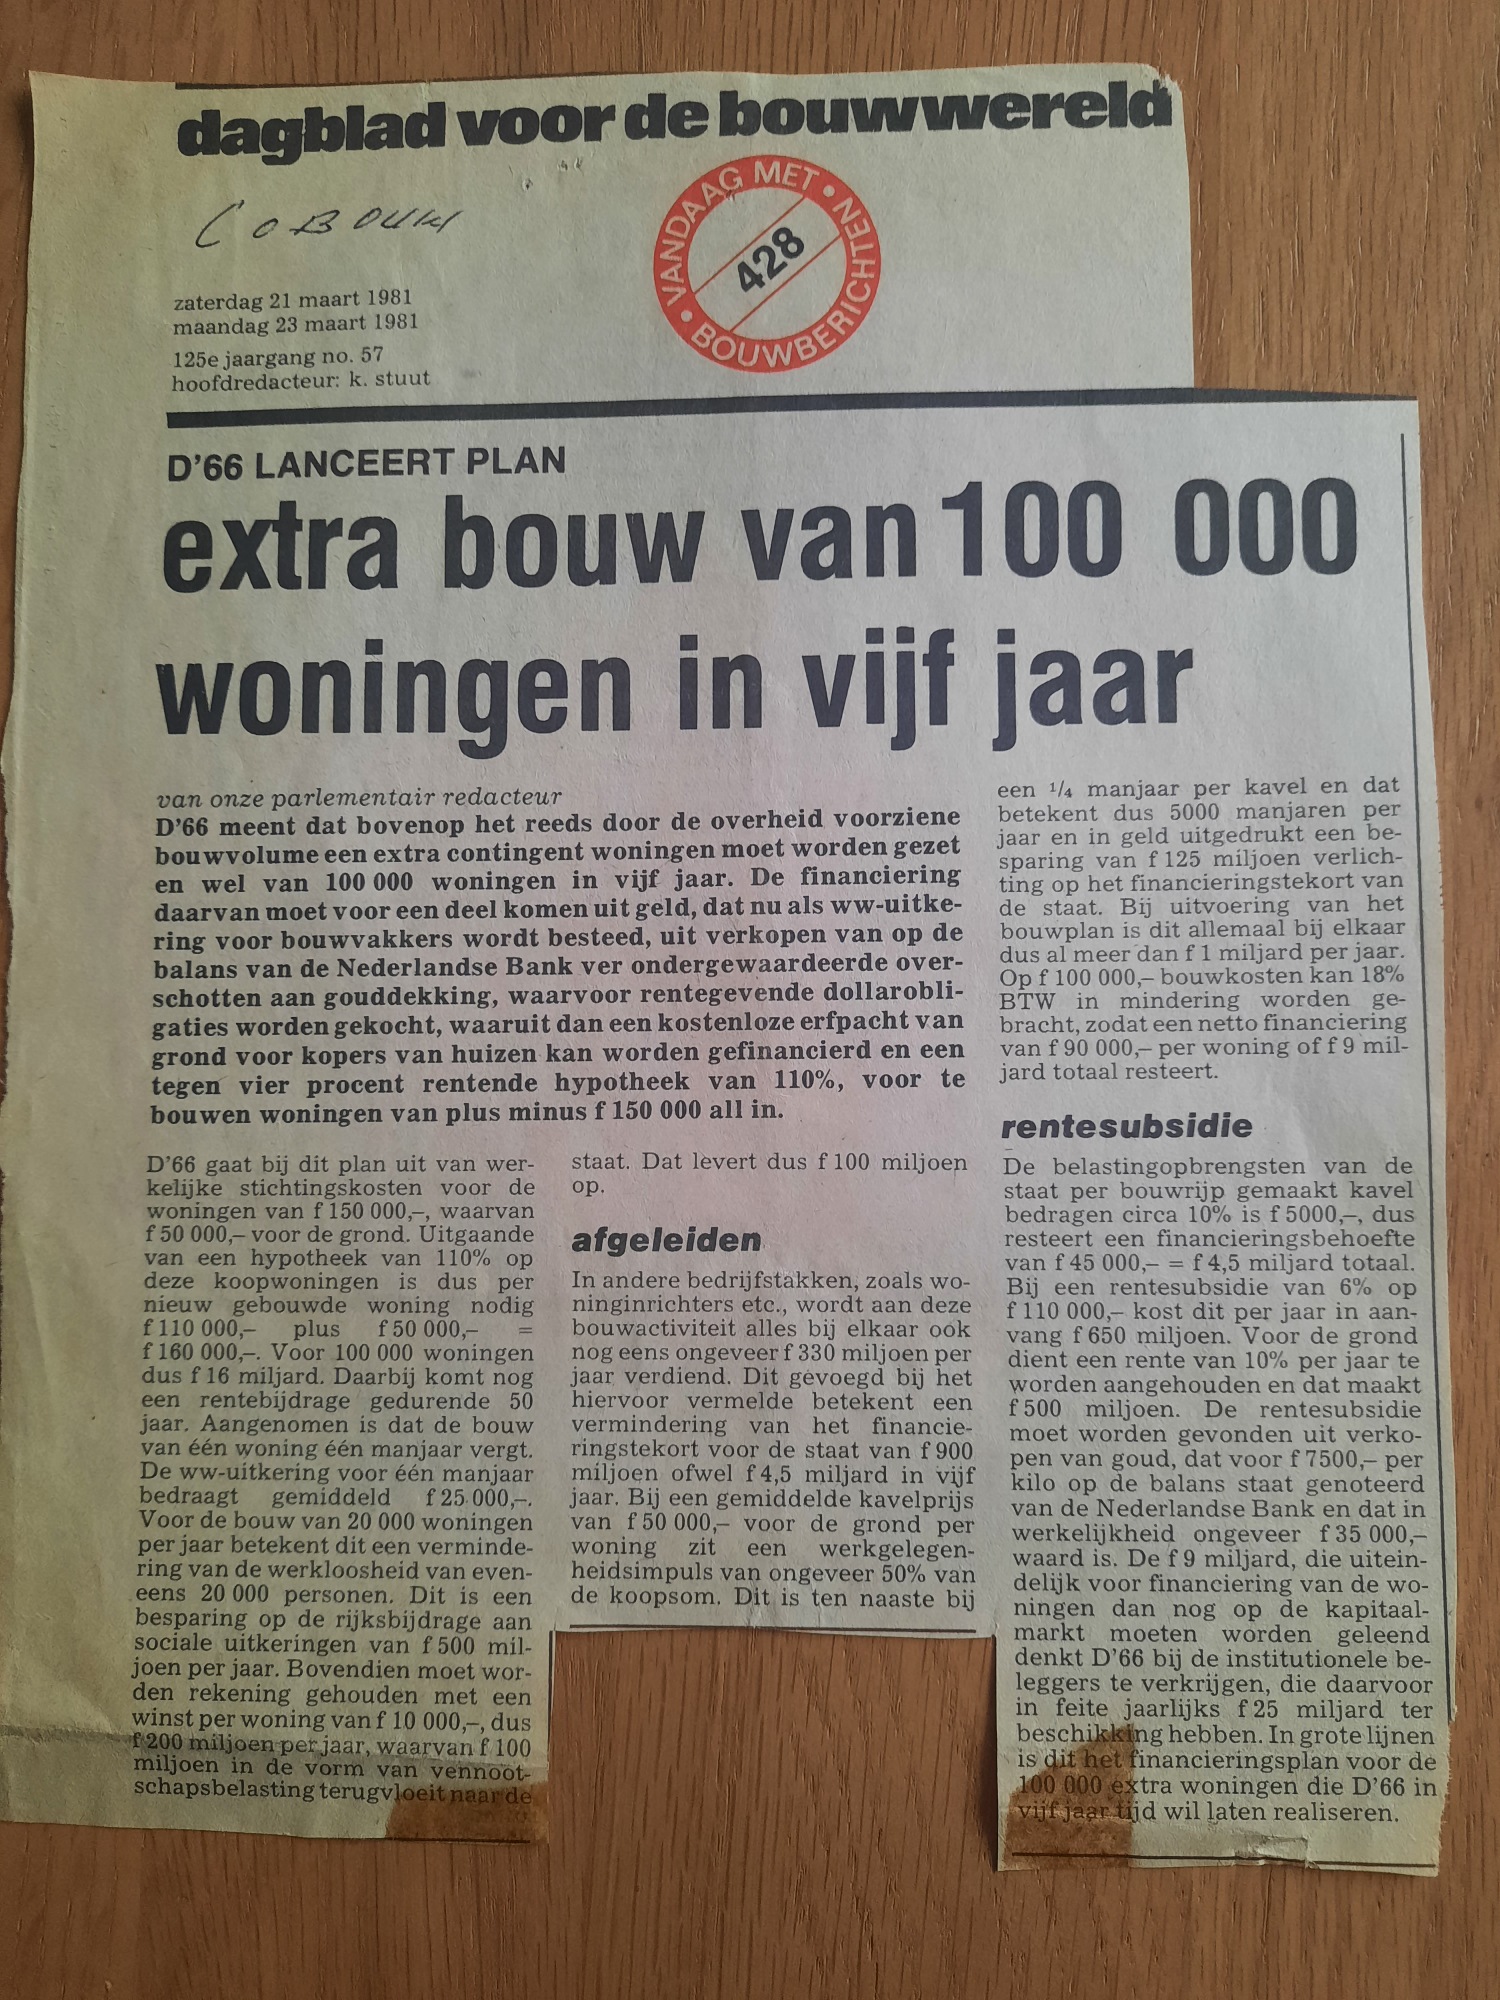 dagblad voor de bouwwereld
COBOUW
VANDAAG MET • BOUWBERICHTEN •
428
zaterdag 21 maart 1981
maandag 23 maart 1981
125e jaargang no. 57
hoofdredacteur: k. stuut
D'66 LANCEERT PLAN
extra bouw van 100 000
woningen in vijf jaar
van onze parlementair redacteur
D'66 meent dat bovenop het reeds door de overheid voorziene
bouwvolume een extra contingent woningen moet worden gezet
en wel van 100 000 woningen in vijf jaar. De financiering
daarvan moet voor een deel komen uit geld, dat nu als ww-uitke-
ring voor bouwvakkers wordt besteed, uit verkopen van op de
balans van de Nederlandse Bank ver ondergewaardeerde over-
schotten aan gouddekking, waarvoor rentegevende dollarobli-
gaties worden gekocht, waaruit dan een kostenloze erfpacht van
grond voor kopers van huizen kan worden gefinancierd en een
tegen vier procent rentende hypotheek van 110%, voor te
bouwen woningen van plus minus f 150 000 all in.
D'66 gaat bij dit plan uit van wer-
kelijke stichtingskosten voor de
woningen van f 150 000,–, waarvan
f 50 000,– voor de grond. Uitgaande
van een hypotheek van 110% op
deze koopwoningen is dus per
nieuw gebouwde woning nodig
f 110 000,– plus f 50 000,– =
f 160 000,–. Voor 100 000 woningen
dus f 16 miljard. Daarbij komt nog
een rentebijdrage gedurende 50
jaar. Aangenomen is dat de bouw
van één woning één manjaar vergt.
De ww-uitkering voor één manjaar
bedraagt gemiddeld f 25 000,–.
Voor de bouw van 20 000 woningen
per jaar betekent dit een verminde-
ring van de werkloosheid van even-
eens 20 000 personen. Dit is een
besparing op de rijksbijdrage aan
sociale uitkeringen van f 500 mil-
joen per jaar. Bovendien moet wor-
den rekening gehouden met een
winst per woning van f 10 000,–, dus
f 200 miljoen per jaar, waarvan f 100
miljoen in de vorm van vennoot-
schapsbelasting terugvloeit naar de
staat. Dat levert dus f 100 miljoen
op.
afgeleiden
In andere bedrijfstakken, zoals wo-
ninginrichters etc., wordt aan deze
bouwactiviteit alles bij elkaar ook
nog eens ongeveer f 330 miljoen per
jaar verdiend. Dit gevoegd bij het
hiervoor vermelde betekent een
vermindering van het financie-
ringstekort voor de staat van f 900
miljoen ofwel f 4,5 miljard in vijf
jaar. Bij een gemiddelde kavelprijs
van f 50 000,– voor de grond per
woning zit een werkgelegen-
heidsimpuls van ongeveer 50% van
de koopsom. Dit is ten naaste bij
een 1/4 manjaar per kavel en dat
betekent dus 5000 manjaren per
jaar en in geld uitgedrukt een be-
sparing van f 125 miljoen verlich-
ting op het financieringstekort van
de staat. Bij uitvoering van het
bouwplan is dit allemaal bij elkaar
dus al meer dan f 1 miljard per jaar.
Op f 100 000,– bouwkosten kan 18%
BTW in mindering worden ge-
bracht, zodat een netto financiering
van f 90 000,– per woning of f 9 mil-
jard totaal resteert.
rentesubsidie
De belastingopbrengsten van de
staat per bouwrijp gemaakt kavel
bedragen circa 10% is f 5000,–, dus
resteert een financieringsbehoefte
van f 45 000,– = f 4,5 miljard totaal.
Bij een rentesubsidie van 6% op
f 110 000,– kost dit per jaar in aan-
vang f 650 miljoen. Voor de grond
dient een rente van 10% per jaar te
worden aangehouden en dat maakt
f 500 miljoen. De rentesubsidie
moet worden gevonden uit verko-
pen van goud, dat voor f 7500,– per
kilo op de balans staat genoteerd
van de Nederlandse Bank en dat in
werkelijkheid ongeveer f 35 000,–
waard is. De f 9 miljard, die uitein-
delijk voor financiering van de wo-
ningen dan nog op de kapitaal-
markt moeten worden geleend
denkt D'66 bij de institutionele be-
leggers te verkrijgen, die daarvoor
in feite jaarlijks f 25 miljard ter
beschikking hebben. In grote lijnen
is dit het financieringsplan voor de
100 000 extra woningen die D'66 in
vijf jaar tijd wil laten realiseren.